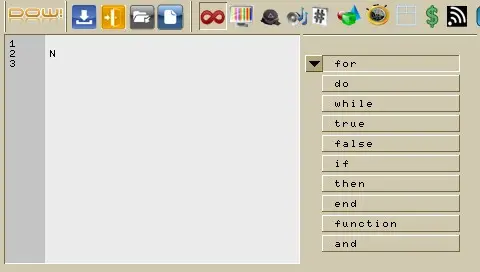 DOW!
1
2 N
3
for
do
while
true
false
if
then
end
function
and